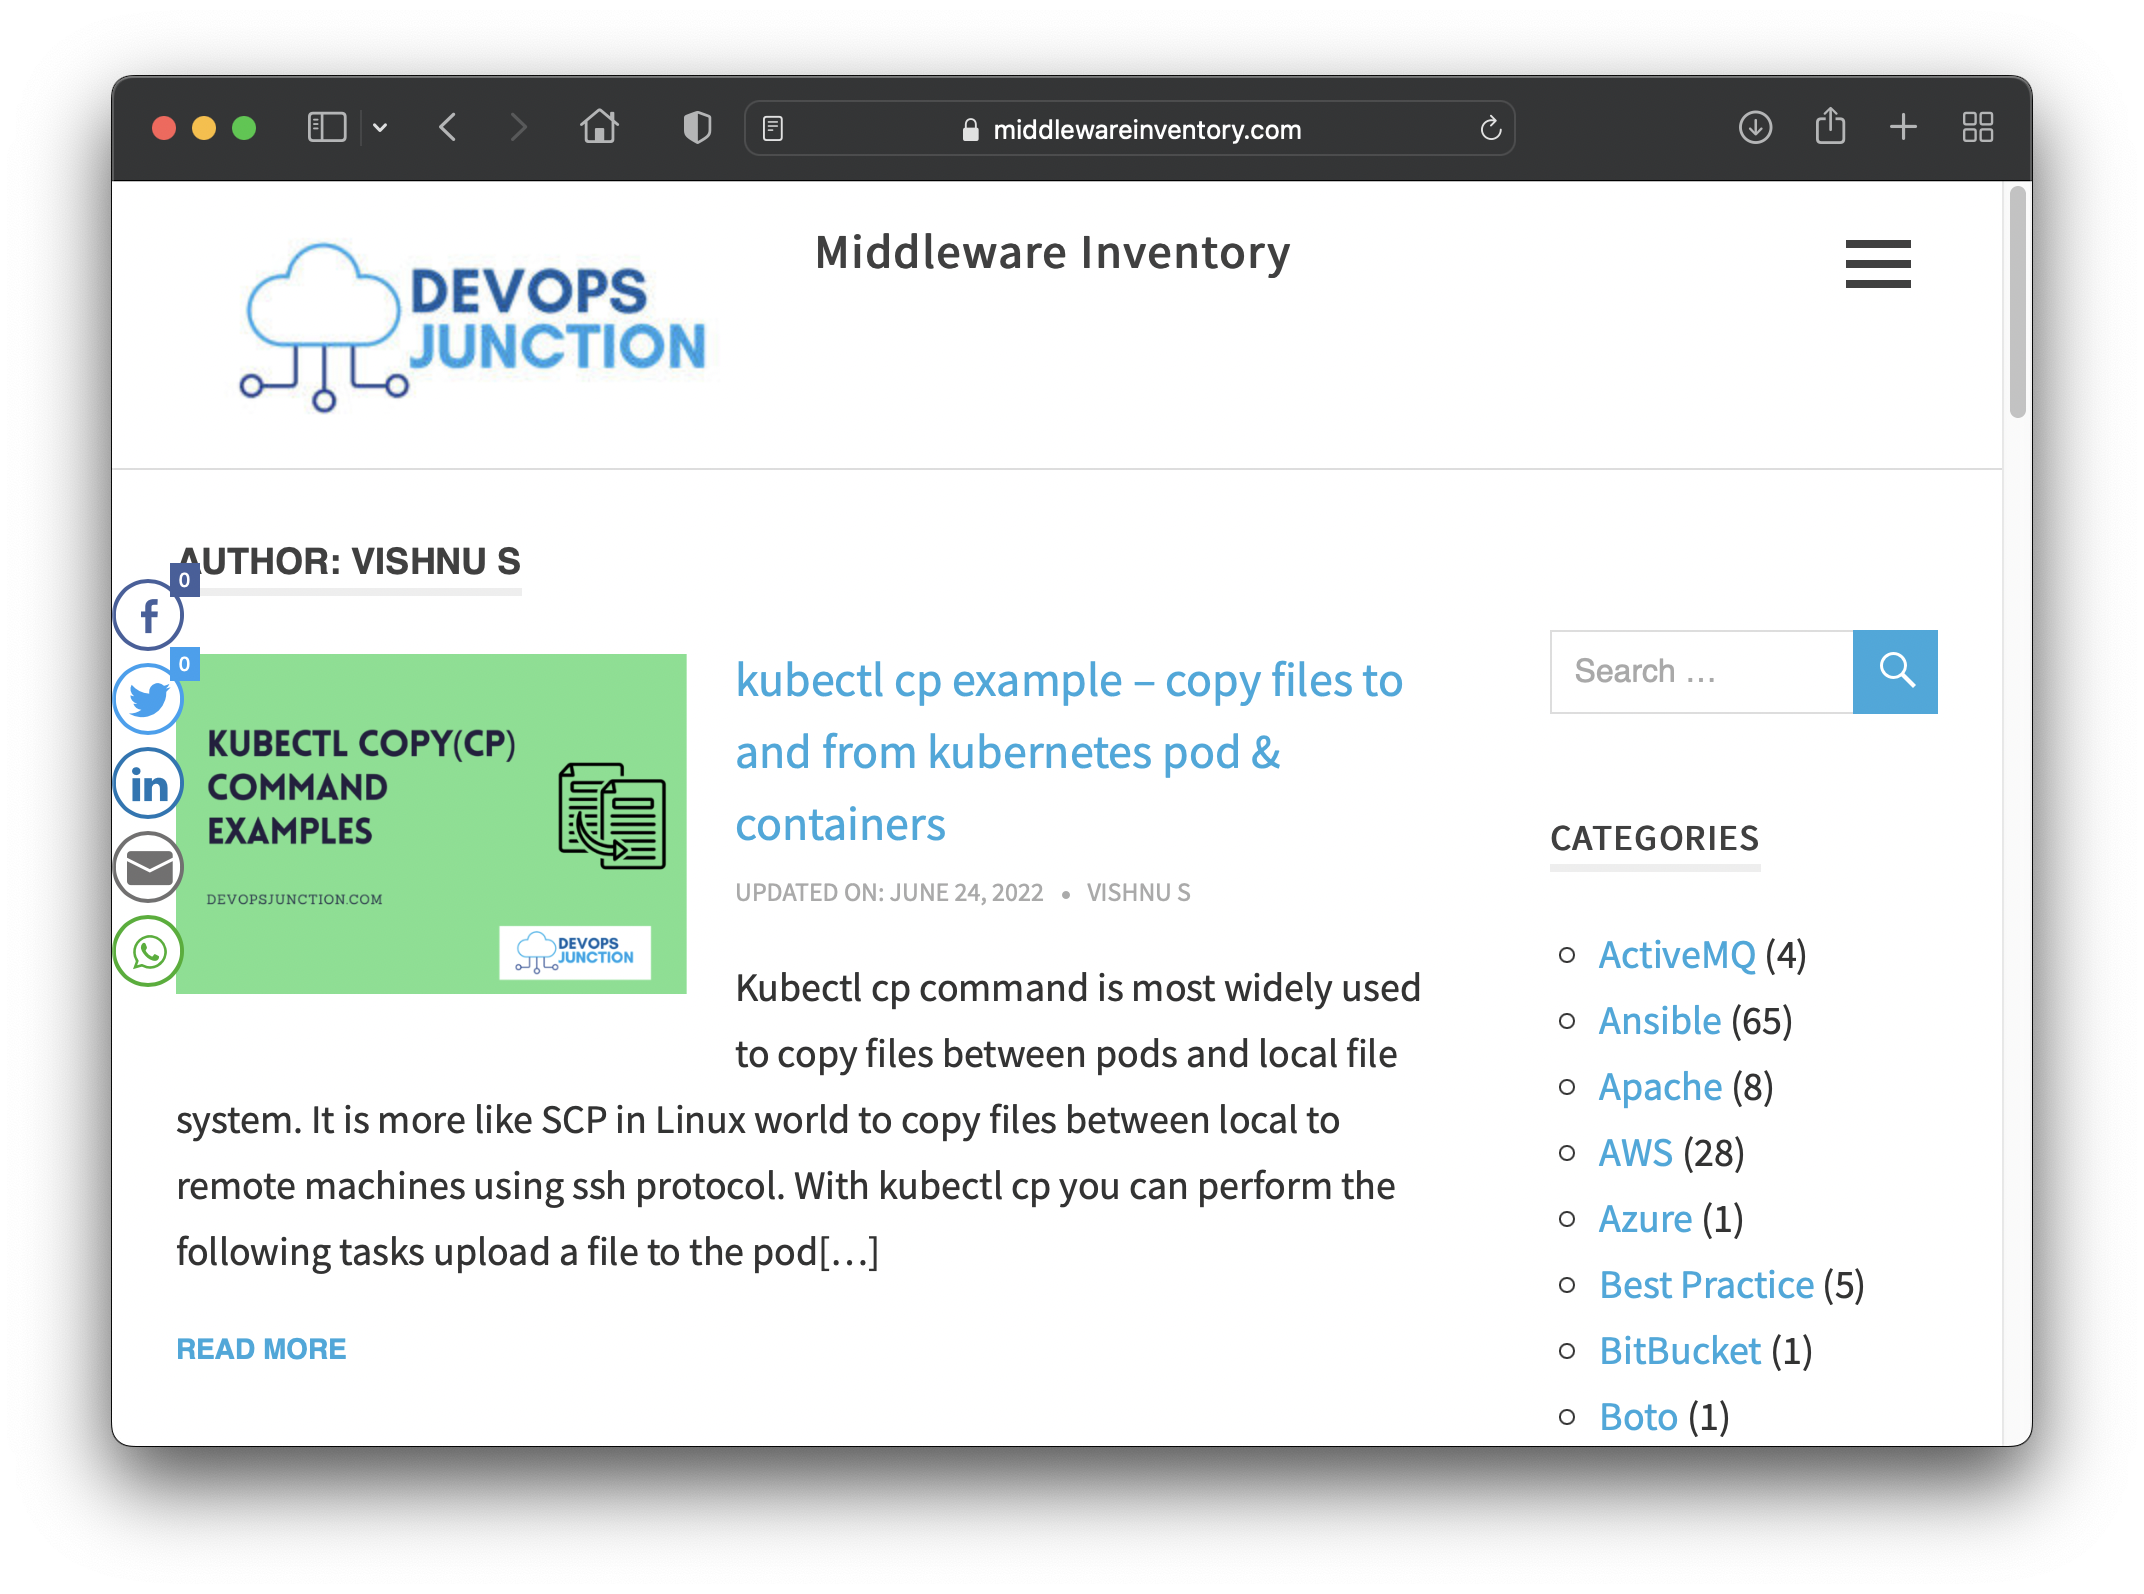 middlewareinventory.com
DEVOPS
JUNCTION
Middleware Inventory
AUTHOR: VISHNU S
0
0
KUBECTL COPY(CP)
COMMAND
EXAMPLES
DEVOPSJUNCTION.COM
DEVOPS
JUNCTION
kubectl cp example – copy files to
and from kubernetes pod &
containers
UPDATED ON: JUNE 24, 2022 • VISHNU S
Kubectl cp command is most widely used
to copy files between pods and local file
system. It is more like SCP in Linux world to copy files between local to
remote machines using ssh protocol. With kubectl cp you can perform the
following tasks upload a file to the pod[…]
READ MORE
Search …
CATEGORIES
ActiveMQ (4)
Ansible (65)
Apache (8)
AWS (28)
Azure (1)
Best Practice (5)
BitBucket (1)
Boto (1)